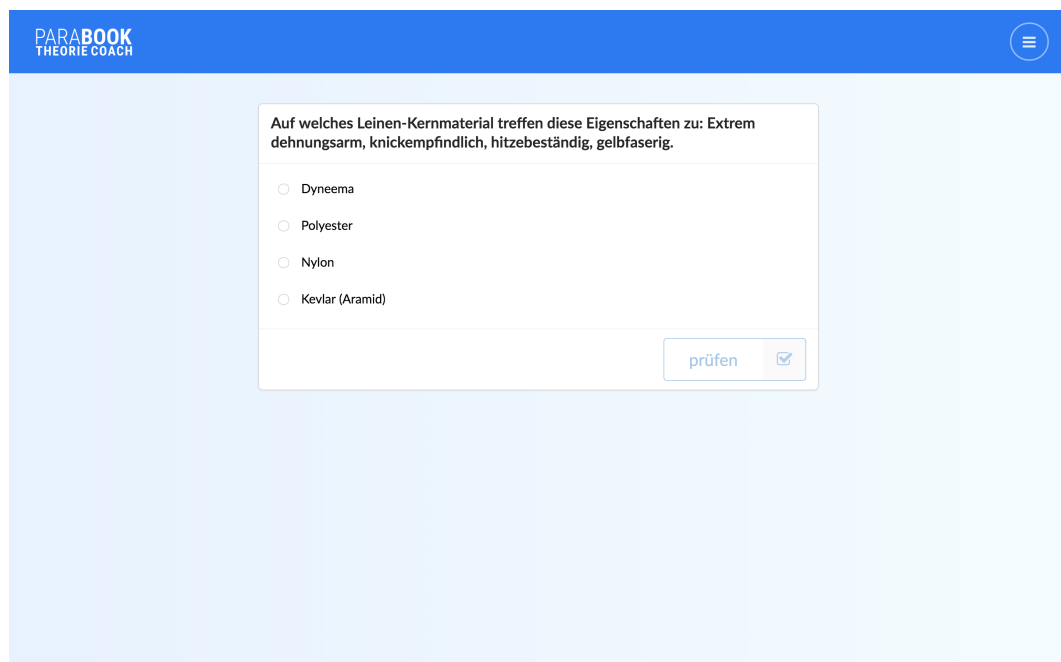 PARABOOK
THEORIE COACH
Auf welches Leinen-Kernmaterial treffen diese Eigenschaften zu: Extrem
dehnungsarm, knickempfindlich, hitzebeständig, gelbfaserig.
Dyneema
Polyester
Nylon
Kevlar (Aramid)
prüfen